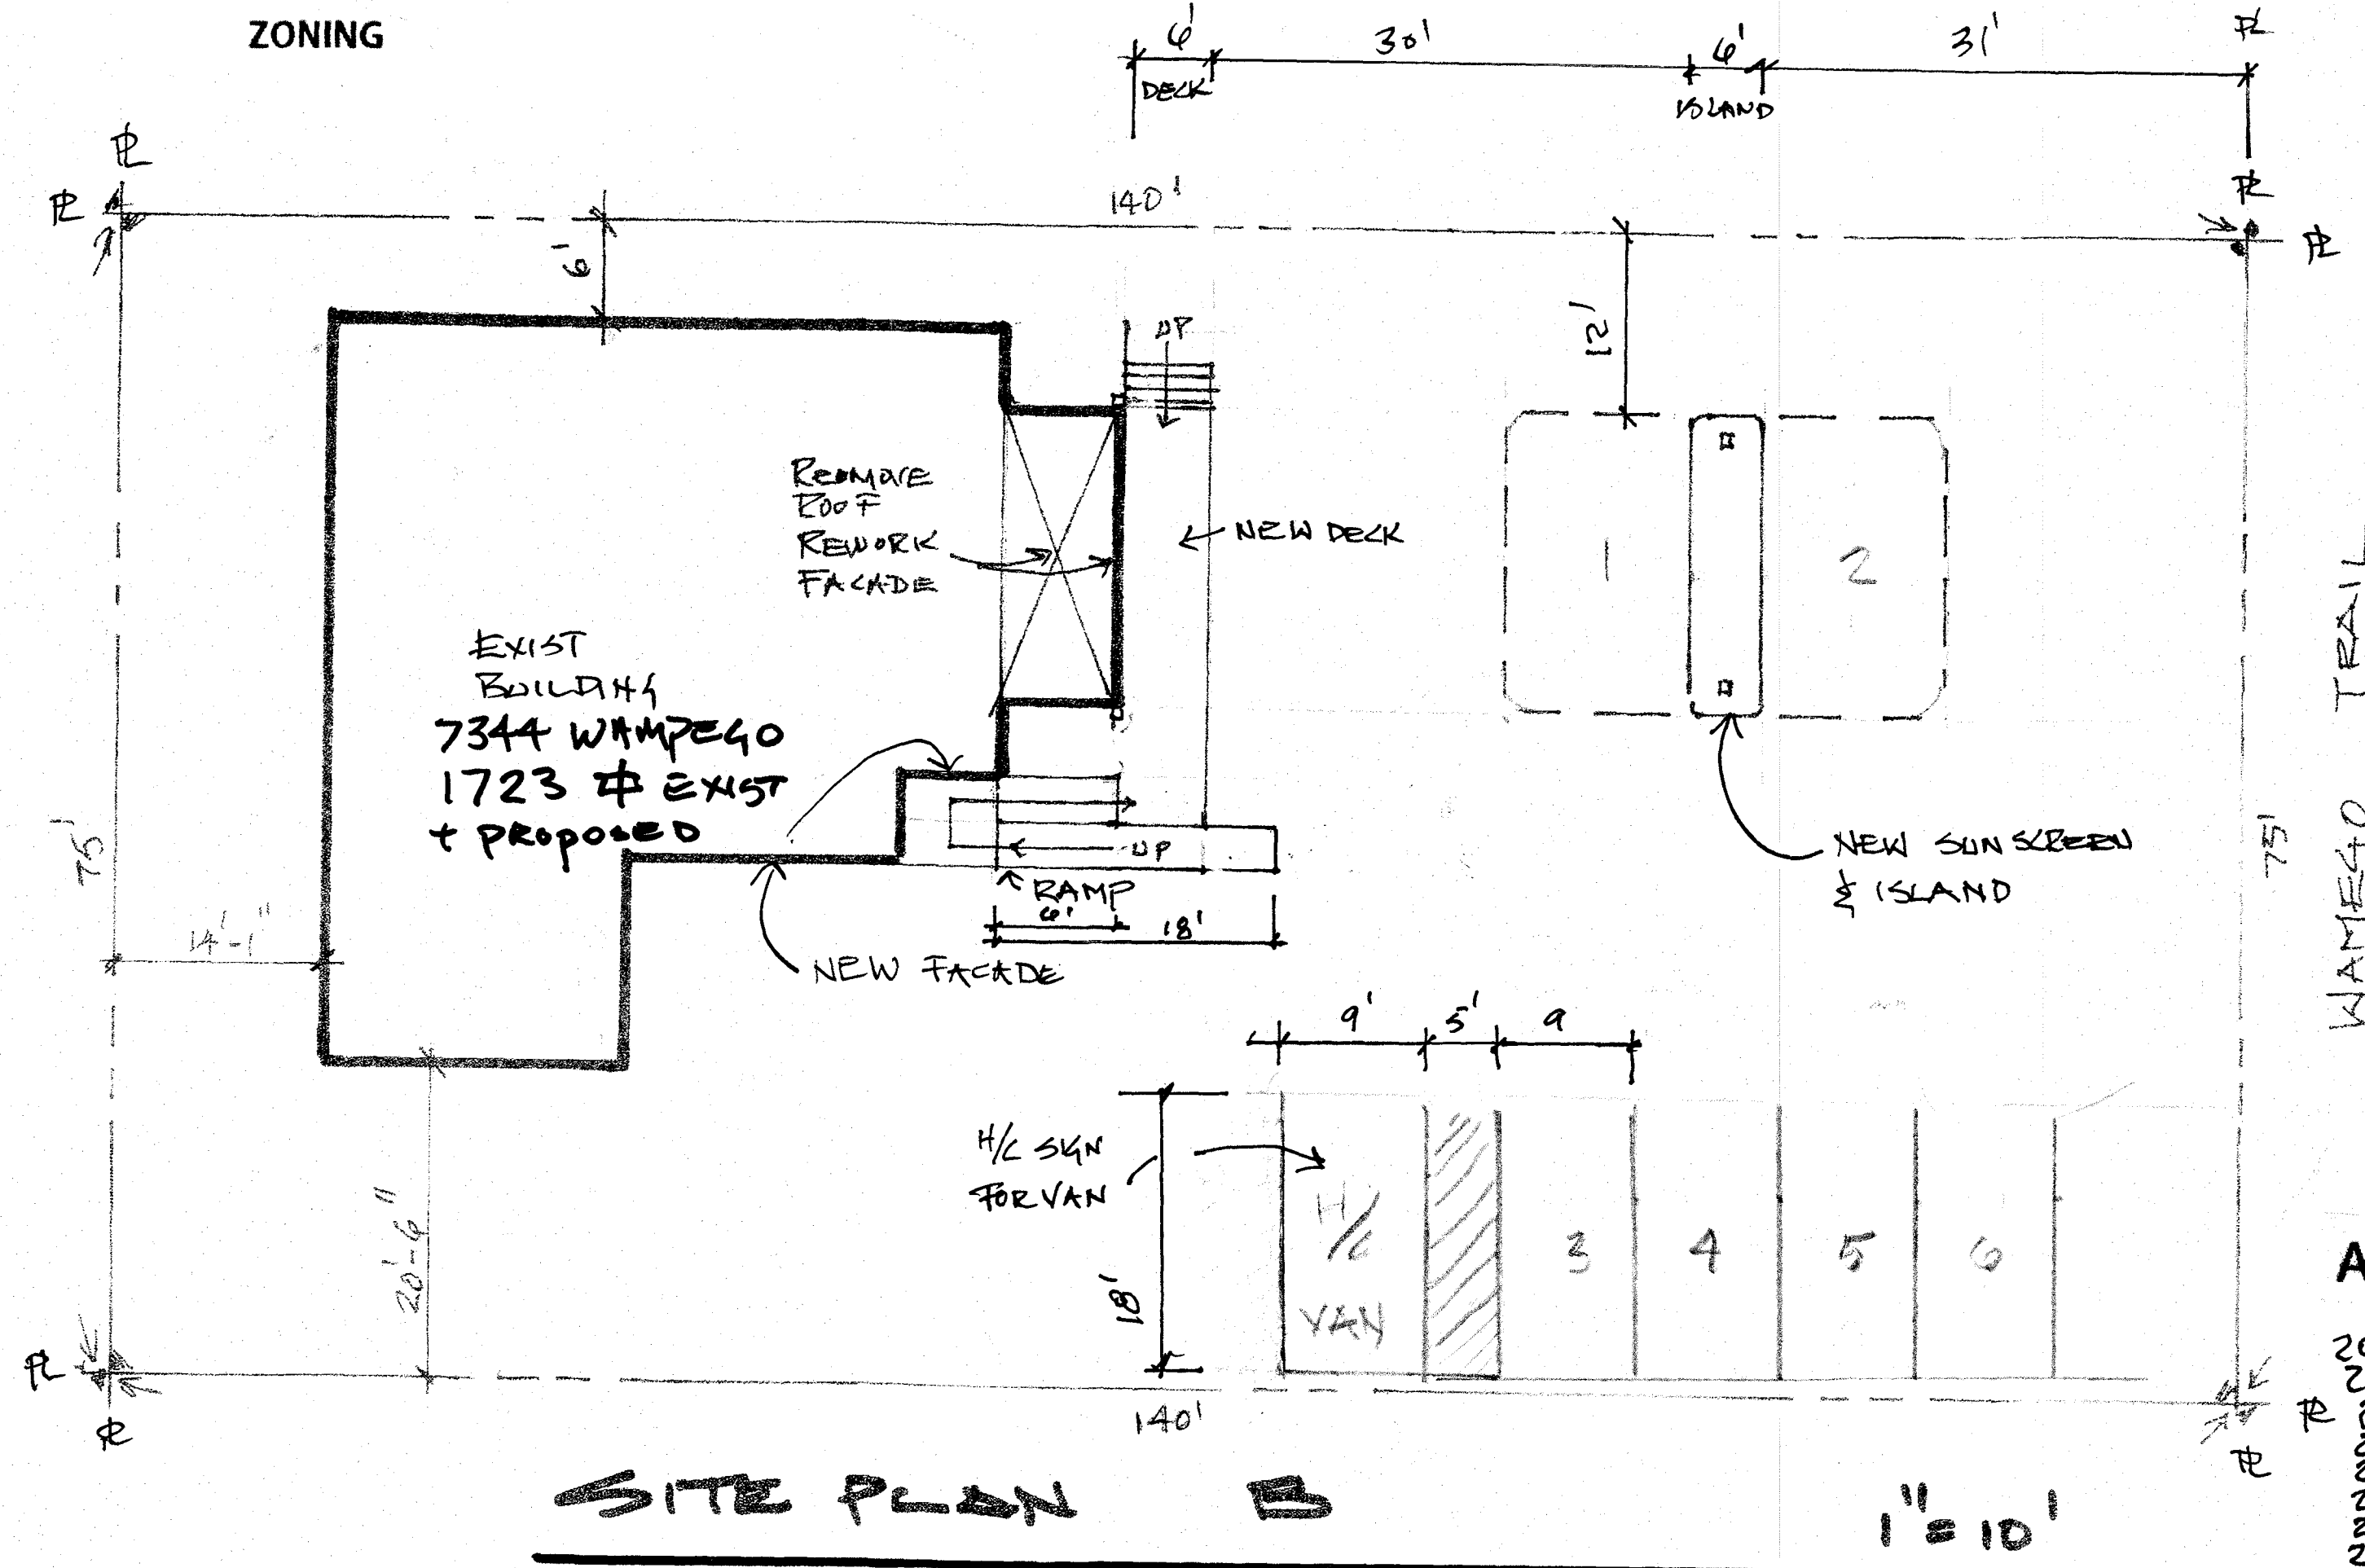 ZONING
6' 30' 6' 31' PL
DECK ISLAND
PL
PL 140' PL
PL
6'
12'
UP
REOMOVE
ROOF
REWORK
FACADE
NEW DECK
1 2
EXIST
BUILDING
7344 WAMPEGO
1723 EXIST
+ PROPOSED
TRAIL
WAMEGO
75'
75'
NEW SUN SCREEN
& ISLAND
UP
RAMP
6'
18'
14'-1"
NEW FACADE
9' 5' 9
H/C SIGN
FOR VAN
H/C
VAN
3 4 5 6
18'
20'-6"
PL
PL
140'
PL
PL
SITE PLAN B
1" = 10'